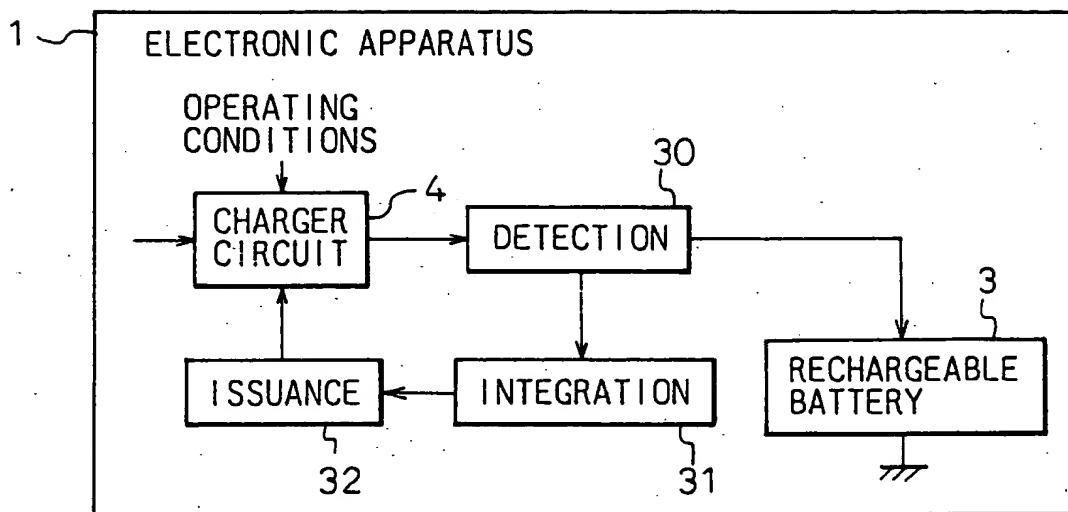 1
ELECTRONIC APPARATUS
OPERATING
CONDITIONS
4
30
CHARGER
CIRCUIT
DETECTION
3
ISSUANCE
INTEGRATION
RECHARGEABLE
BATTERY
32
31